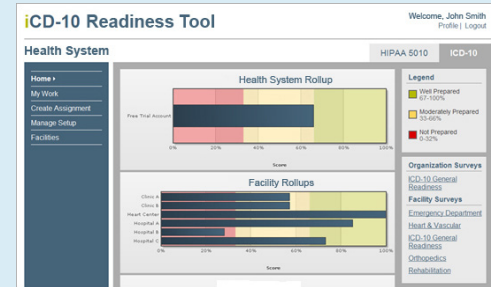 iCD-10 Readiness Tool
Welcome, John Smith
Profile | Logout
Health System
HIPAA 5010
ICD-10
Home
My Work
Create Assignment
Manage Setup
Facilities
Health System Rollup
Free Trial Account
0% 20% 40% 60% 80% 100%
Score
Facility Rollups
Clinic A
Clinic B
Heart Center
Hospital A
Hospital B
Hospital C
0% 20% 40% 60% 80% 100%
Score
Legend
Well Prepared
67-100%
Moderately Prepared
33-66%
Not Prepared
0-32%
Organization Surveys
ICD-10 General
Readiness
Facility Surveys
Emergency Department
Heart & Vascular
ICD-10 General
Readiness
Orthopedics
Rehabilitation